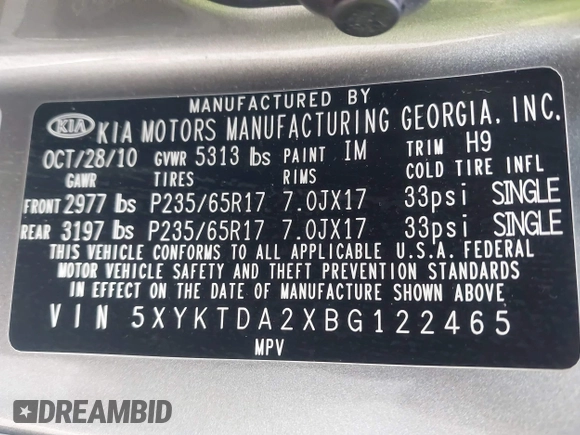 MANUFACTURED BY
KIA KIA MOTORS MANUFACTURING GEORGIA, INC.
OCT/28/10 GVWR 5313 lbs PAINT IM TRIM H9
GAWR TIRES RIMS COLD TIRE INFL
FRONT 2977 lbs P235/65R17 7.0JX17 33psi SINGLE
REAR 3197 lbs P235/65R17 7.0JX17 33psi SINGLE
THIS VEHICLE CONFORMS TO ALL APPLICABLE U.S.A. FEDERAL
MOTOR VEHICLE SAFETY AND THEFT PREVENTION STANDARDS
IN EFFECT ON THE DATE OF MANUFACTURE SHOWN ABOVE
VIN 5XYKTDA2XBG122465
MPV
DREAMBID